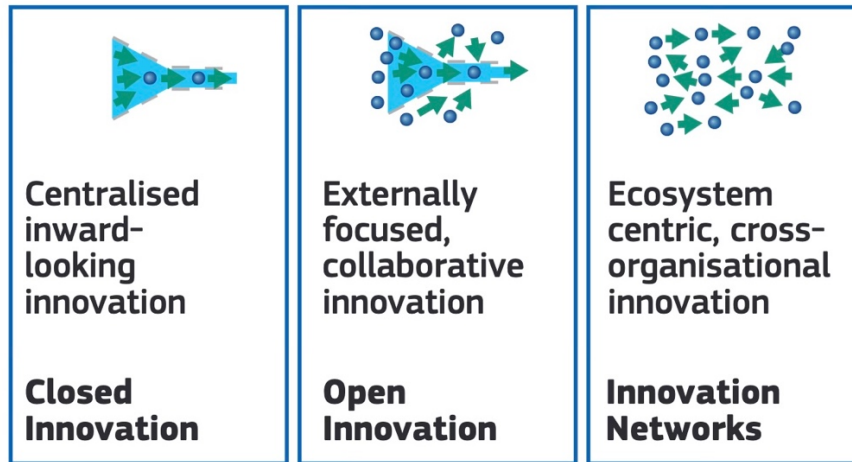 Centralised
inward-
looking
innovation
Closed
Innovation
Externally
focused,
collaborative
innovation
Open
Innovation
Ecosystem
centric, cross-
organisational
innovation
Innovation
Networks